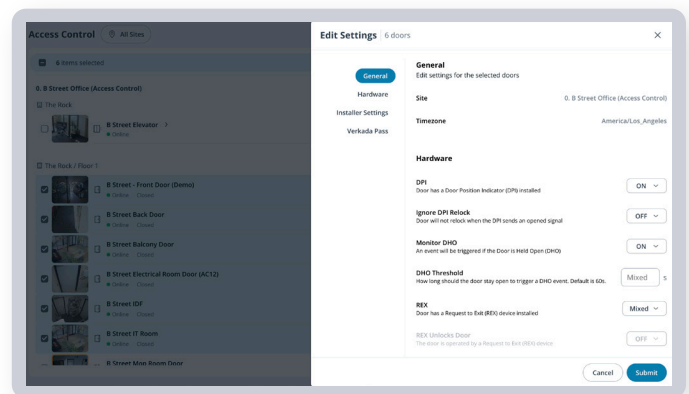 Access Control
All Sites
6 items selected
0. B Street Office (Access Control)
The Rock
B Street Elevator >
Online
The Rock / Floor 1
B Street - Front Door (Demo)
Online Closed
B Street Back Door
Online Closed
B Street Balcony Door
Online Closed
B Street Electrical Room Door (AC12)
Online Closed
B Street IDF
Online Closed
B Street IT Room
Online Closed
B Street Mop Room Door
Edit Settings 6 doors
General
Hardware
Installer Settings
Verkada Pass
General
Edit settings for the selected doors
Site 0. B Street Office (Access Control)
Timezone America/Los_Angeles
Hardware
DPI
Door has a Door Position Indicator (DPI) installed
ON
Ignore DPI Relock
Door will not relock when the DPI sends an opened signal
OFF
Monitor DHO
An event will be triggered if the Door is Held Open (DHO)
ON
DHO Threshold
How long should the door stay open to trigger a DHO event. Default is 60s.
Mixed s
REX
Door has a Request to Exit (REX) device installed
Mixed
REX Unlocks Door
The door is operated by a Request to Exit (REX) device
OFF
Cancel
Submit